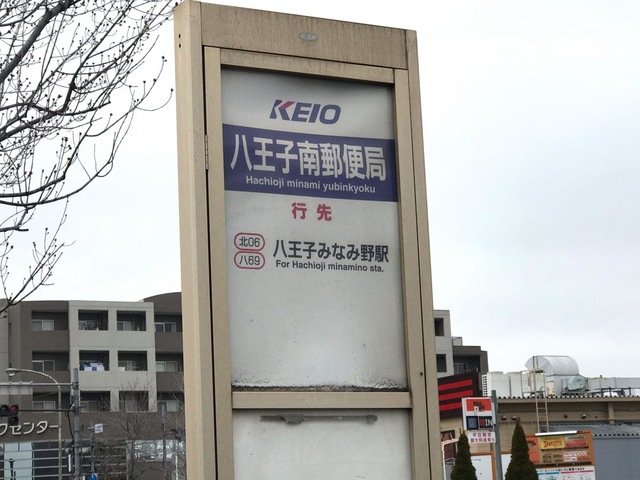 KEIO
八王子南郵便局
Hachioji minami yubinkyoku
行先
北06
八69
八王子みなみ野駅
For Hachioji minamino sta.
クセンター